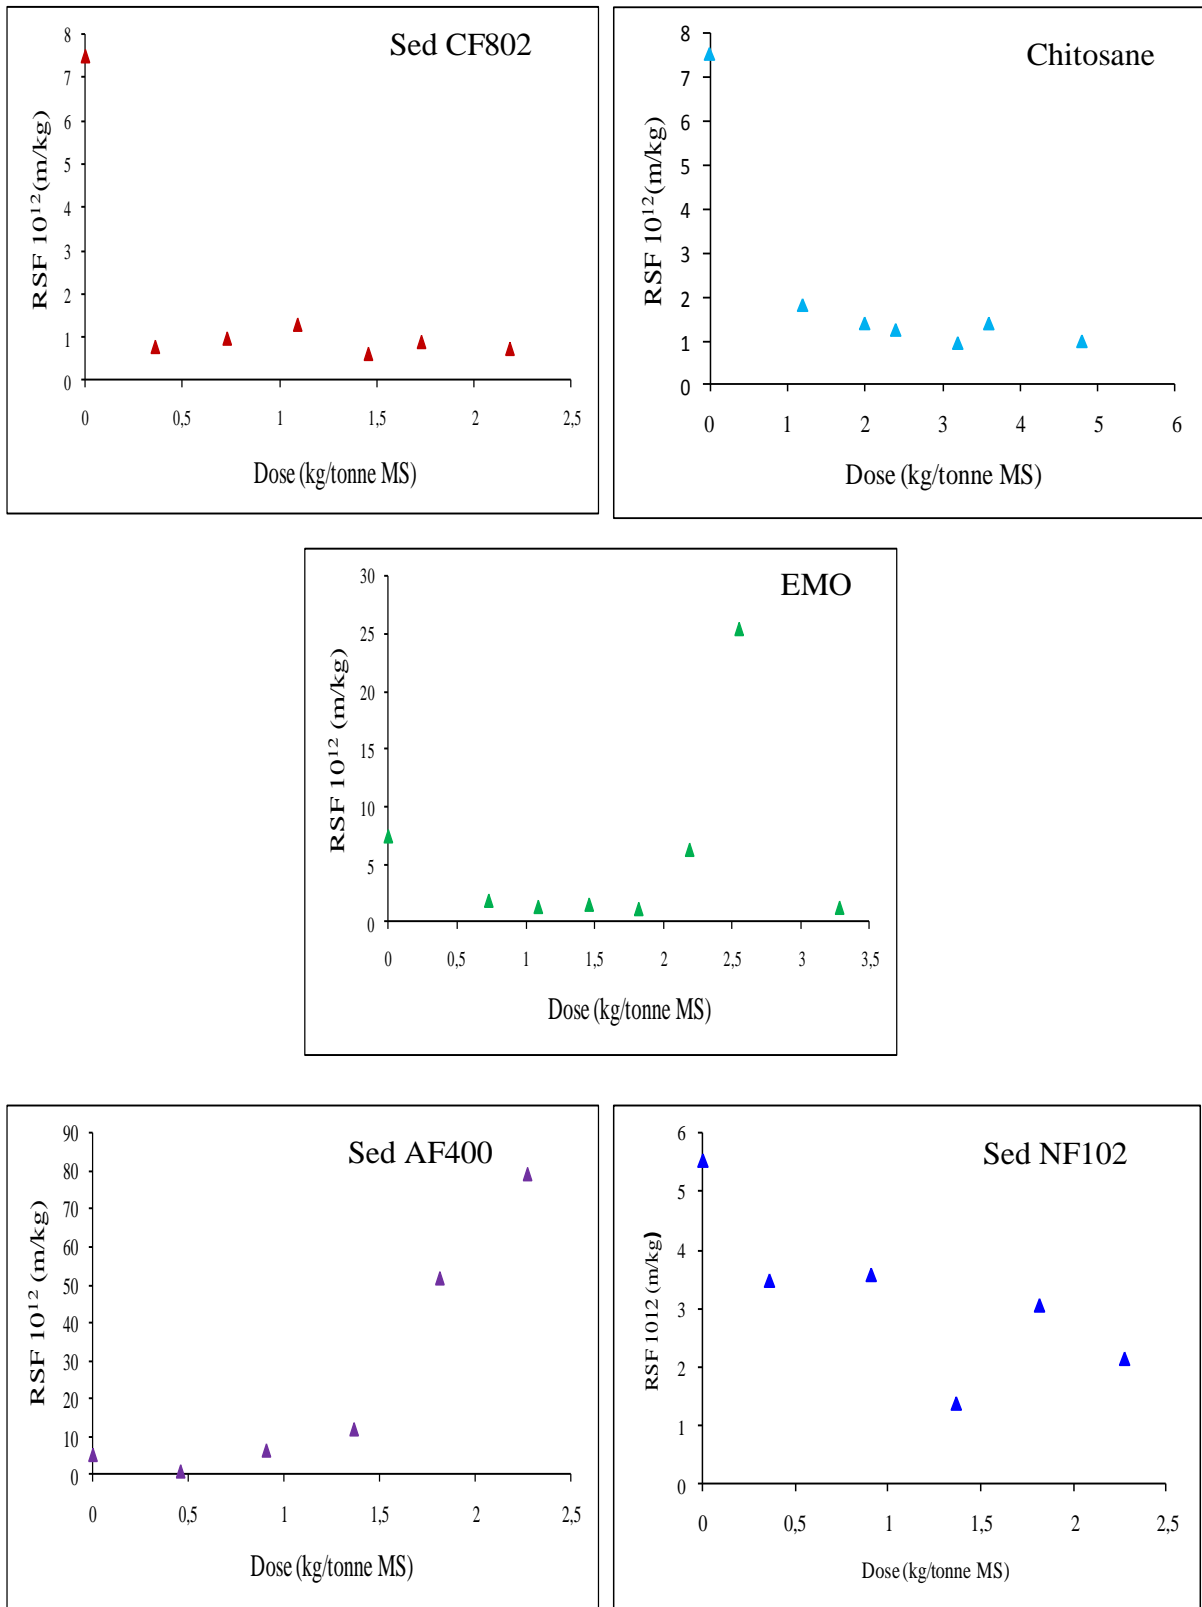 Sed CF802
RSF 10¹²(m/kg)
8
7
6
5
4
3
2
1
0
0 0,5 1 1,5 2 2,5
Dose (kg/tonne MS)
Chitosane
RSF 10¹²(m/kg)
8
7
6
5
4
3
2
1
0
0 1 2 3 4 5 6
Dose (kg/tonne MS)
EMO
RSF 10¹² (m/kg)
30
25
20
15
10
5
0
0 0,5 1 1,5 2 2,5 3 3,5
Dose (kg/tonne MS)
Sed AF400
RSF 10¹² (m/kg)
90
80
70
60
50
40
30
20
10
0
0 0,5 1 1,5 2 2,5
Dose (kg/tonne MS)
Sed NF102
RSF 1012 (m/kg)
6
5
4
3
2
1
0
0 0,5 1 1,5 2 2,5
Dose (kg/tonne MS)